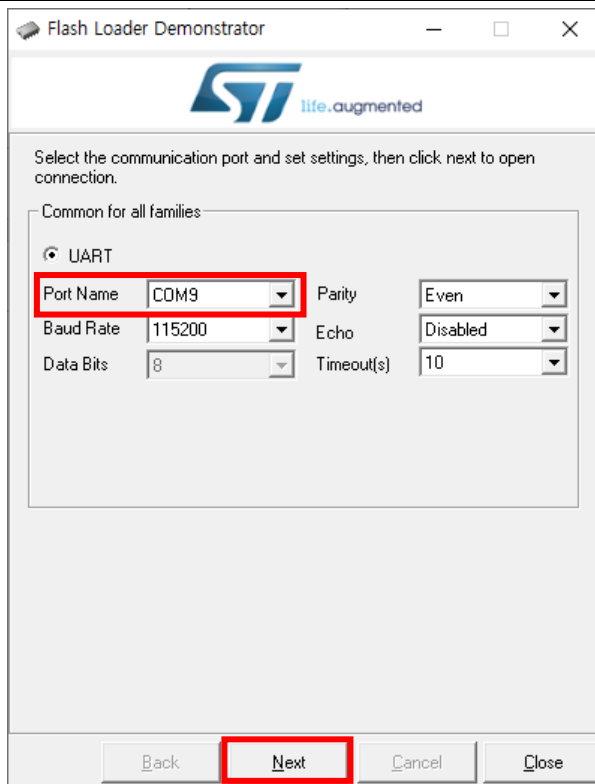 Flash Loader Demonstrator
ST life.augmented
Select the communication port and set settings, then click next to open
connection.
Common for all families
UART
Port Name COM9 Parity Even
Baud Rate 115200 Echo Disabled
Data Bits 8 Timeout(s) 10
Back Next Cancel Close